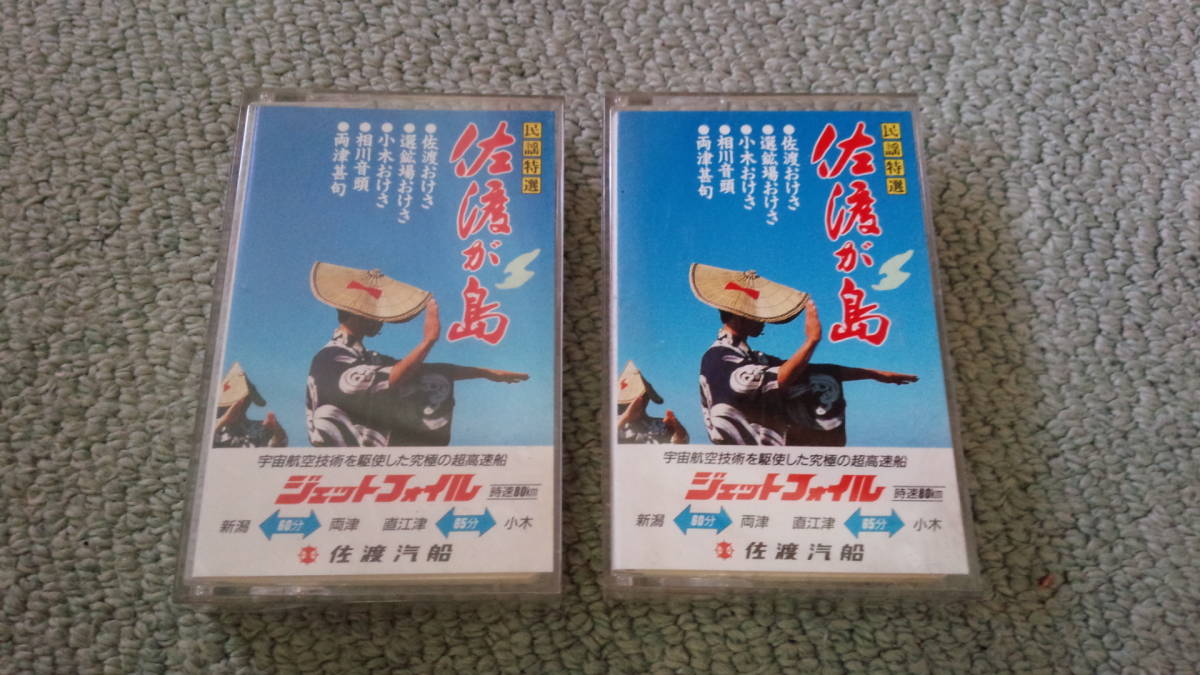 民謡特選
佐渡が島
●佐渡おけさ
●選鉱場おけさ
●小木おけさ
●相川音頭
●両津甚句
宇宙航空技術を駆使した究極の超高速船
ジェットフォイル 時速80km
新潟 60分 両津 直江津 65分 小木
佐渡汽船
民謡特選
佐渡が島
●佐渡おけさ
●選鉱場おけさ
●小木おけさ
●相川音頭
●両津甚句
宇宙航空技術を駆使した究極の超高速船
ジェットフォイル 時速80km
新潟 60分 両津 直江津 65分 小木
佐渡汽船